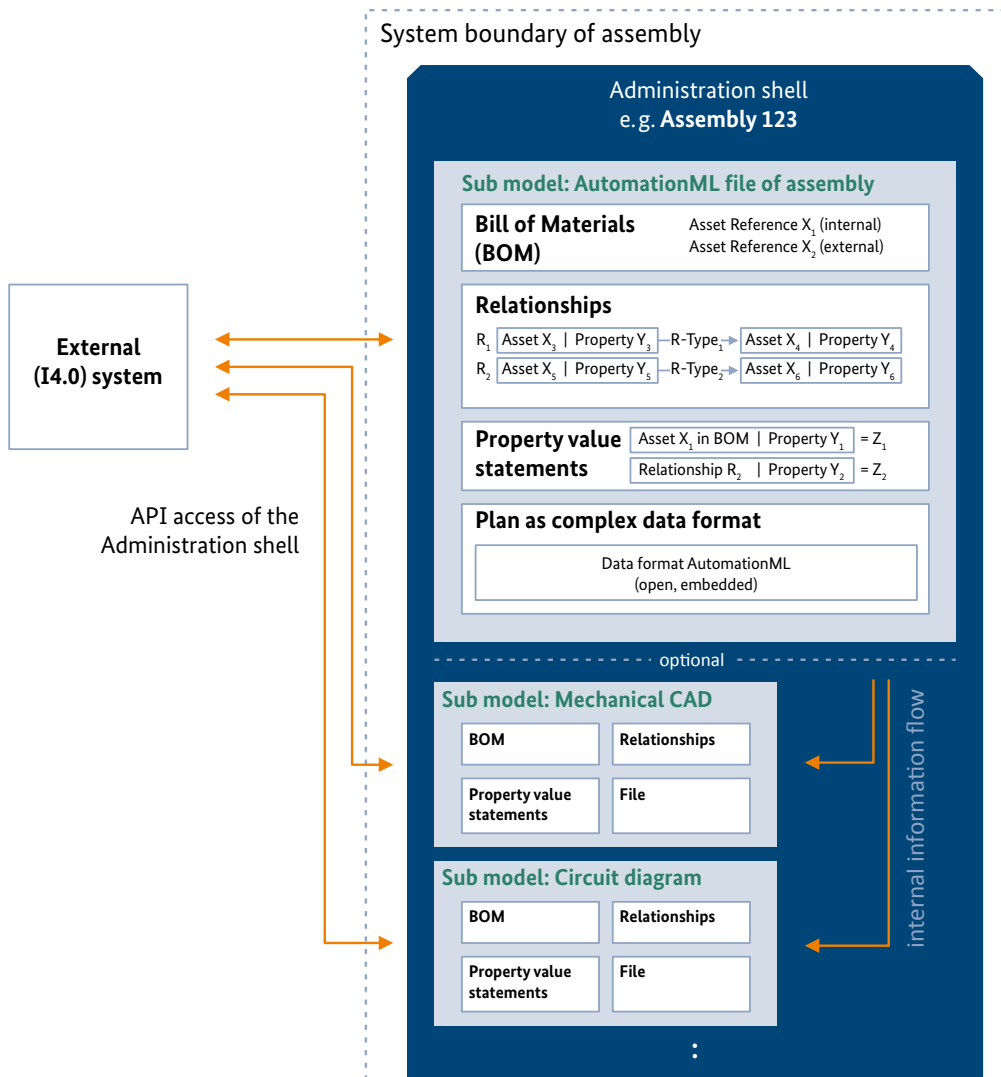 System boundary of assembly
Administration shell
e.g. Assembly 123
Sub model: AutomationML file of assembly
Bill of Materials
(BOM)
Asset Reference X₁ (internal)
Asset Reference X₂ (external)
Relationships
R₁ Asset X₃ | Property Y₃ R-Type₁ Asset X₄ | Property Y₄
R₂ Asset X₅ | Property Y₅ R-Type₂ Asset X₆ | Property Y₆
Property value
statements
Asset X₁ in BOM | Property Y₁ = Z₁
Relationship R₂ | Property Y₂ = Z₂
Plan as complex data format
Data format AutomationML
(open, embedded)
External
(I4.0) system
API access of the
Administration shell
optional
Sub model: Mechanical CAD
BOM
Relationships
Property value
statements
File
Sub model: Circuit diagram
BOM
Relationships
Property value
statements
File
internal information flow
: